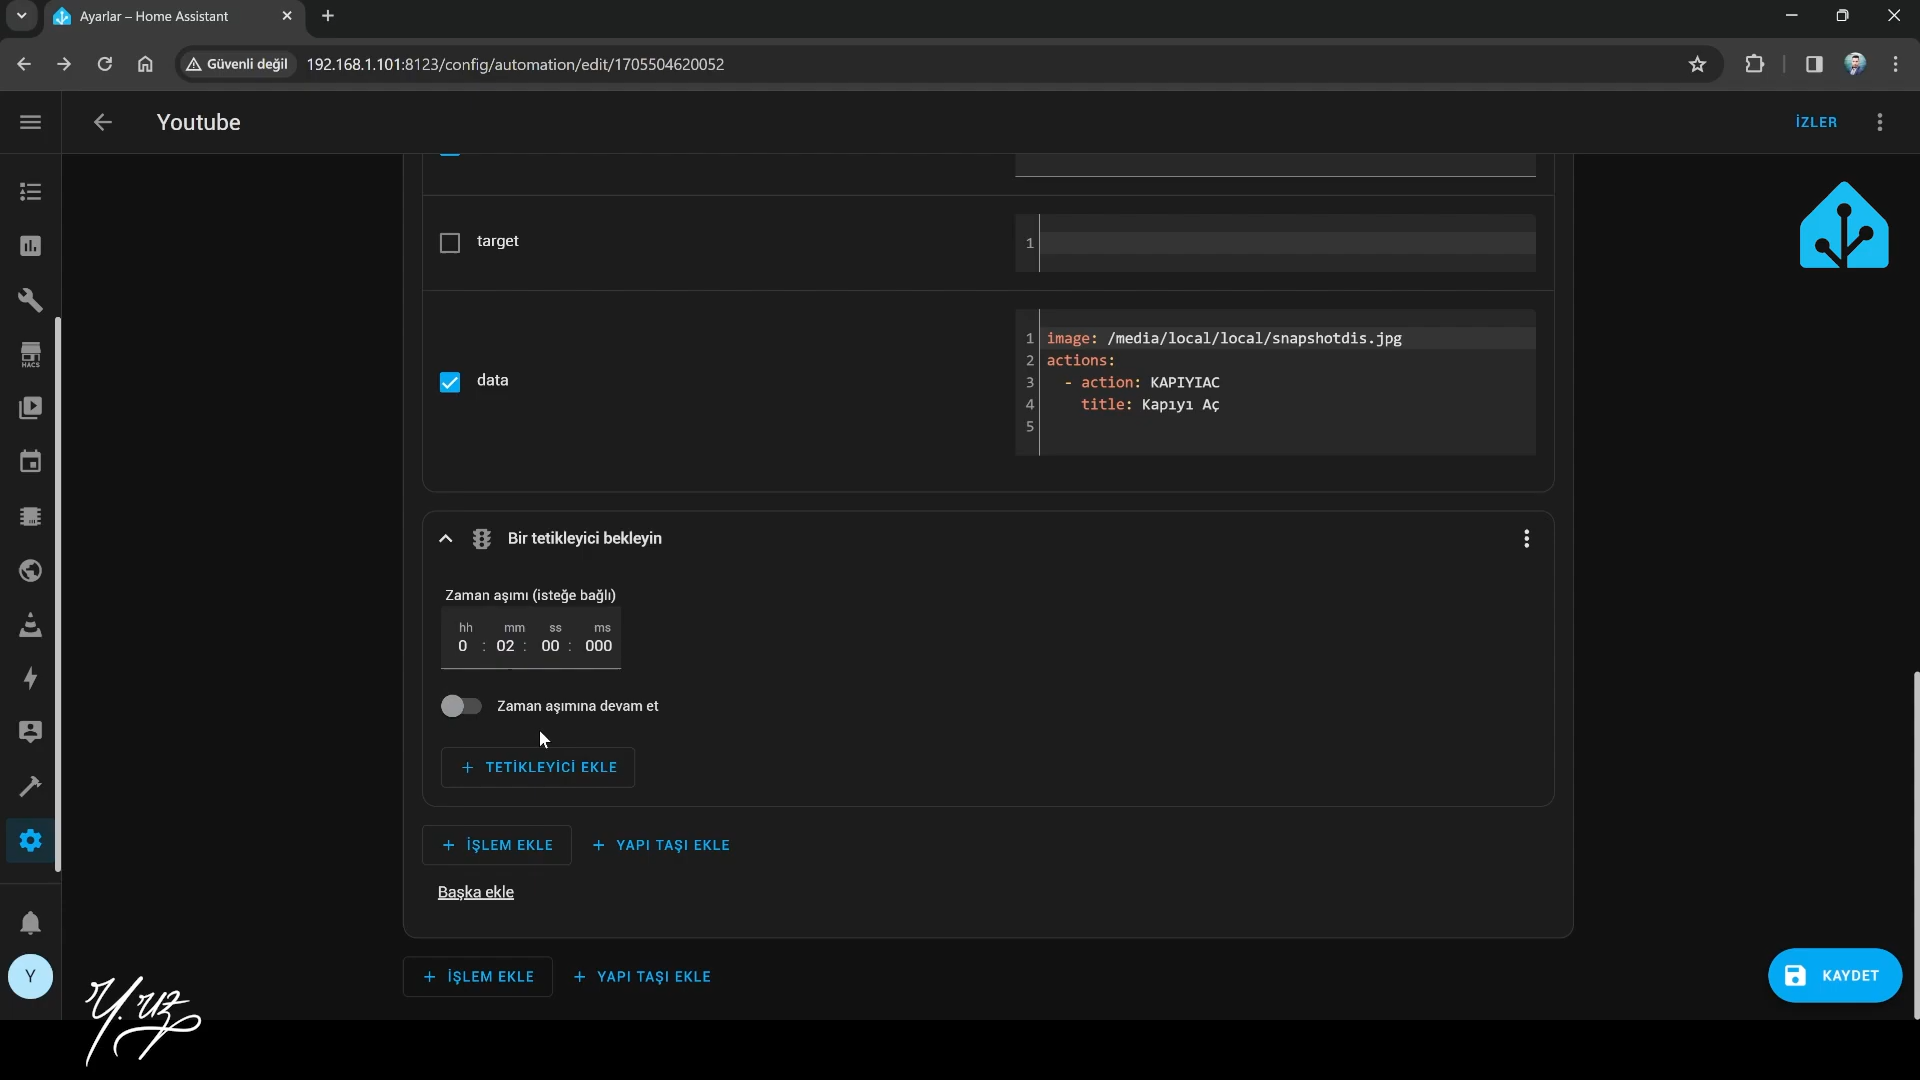 Ayarlar – Home Assistant
Güvenli değil
192.168.1.101:8123/config/automation/edit/1705504620052
Youtube
İZLER
HACS
target
1
data
1 image: /media/local/local/snapshotdis.jpg
2 actions:
3 - action: KAPIYIAC
4 title: Kapıyı Aç
5
Bir tetikleyici bekleyin
Zaman aşımı (isteğe bağlı)
hh mm ss ms
0 : 02 : 00 : 000
Zaman aşımına devam et
+ TETİKLEYİCİ EKLE
+ İŞLEM EKLE + YAPI TAŞI EKLE
Başka ekle
+ İŞLEM EKLE + YAPI TAŞI EKLE
KAYDET
Y
Y.uz